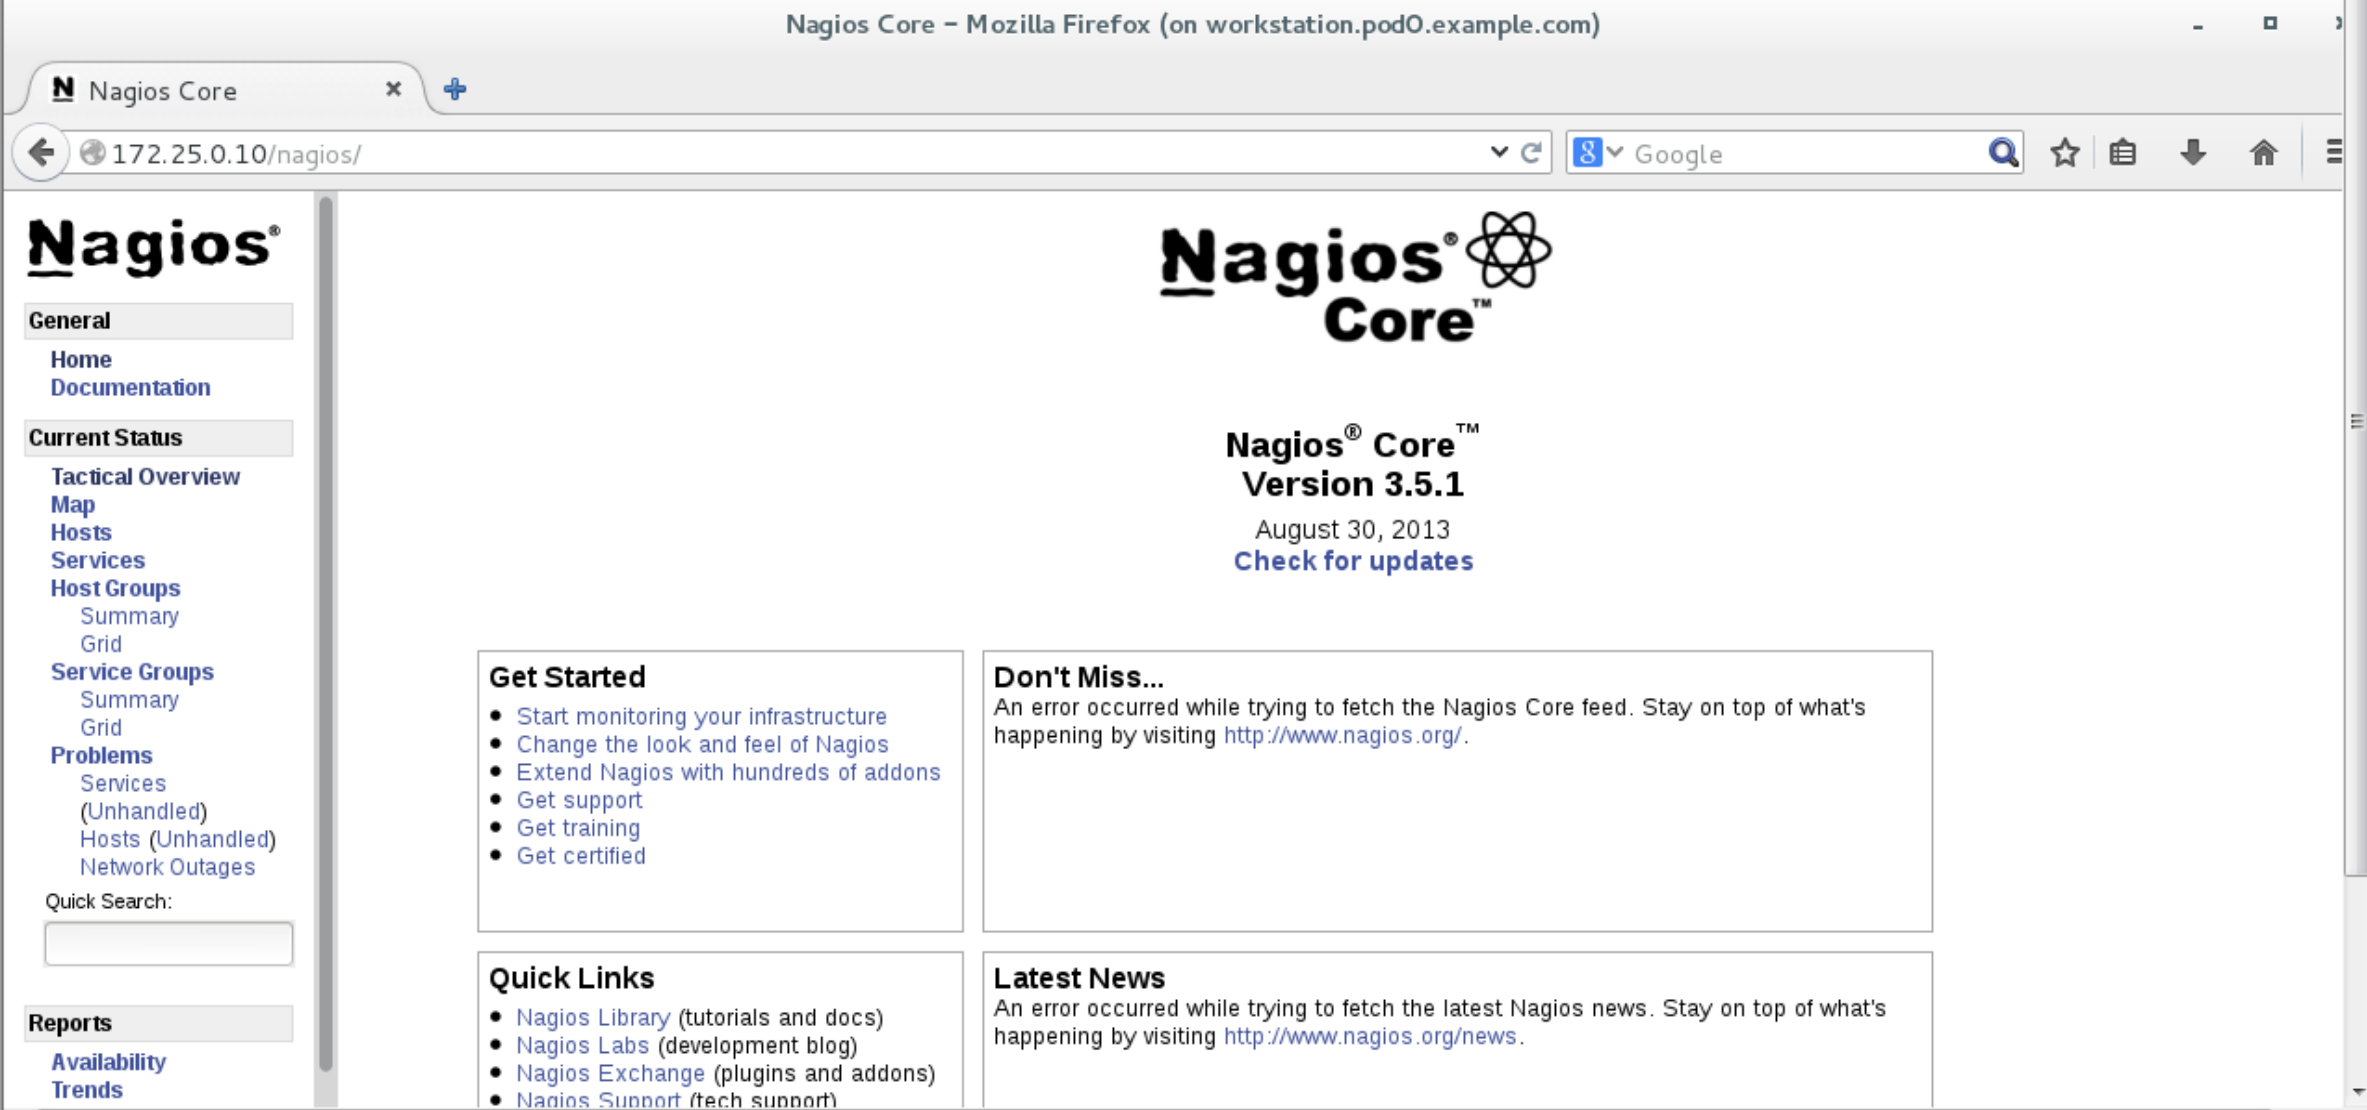 Nagios Core - Mozilla Firefox (on workstation.pod0.example.com)
Nagios Core
172.25.0.10/nagios/
Google
Nagios®
General
Home
Documentation
Current Status
Tactical Overview
Map
Hosts
Services
Host Groups
Summary
Grid
Service Groups
Summary
Grid
Problems
Services
(Unhandled)
Hosts (Unhandled)
Network Outages
Quick Search:
Reports
Availability
Trends
Nagios®
Core™
Nagios® Core™
Version 3.5.1
August 30, 2013
Check for updates
Get Started
Start monitoring your infrastructure
Change the look and feel of Nagios
Extend Nagios with hundreds of addons
Get support
Get training
Get certified
Don't Miss...
An error occurred while trying to fetch the Nagios Core feed. Stay on top of what's
happening by visiting http://www.nagios.org/.
Quick Links
Nagios Library (tutorials and docs)
Nagios Labs (development blog)
Nagios Exchange (plugins and addons)
Nagios Support (tech support)
Latest News
An error occurred while trying to fetch the latest Nagios news. Stay on top of what's
happening by visiting http://www.nagios.org/news.